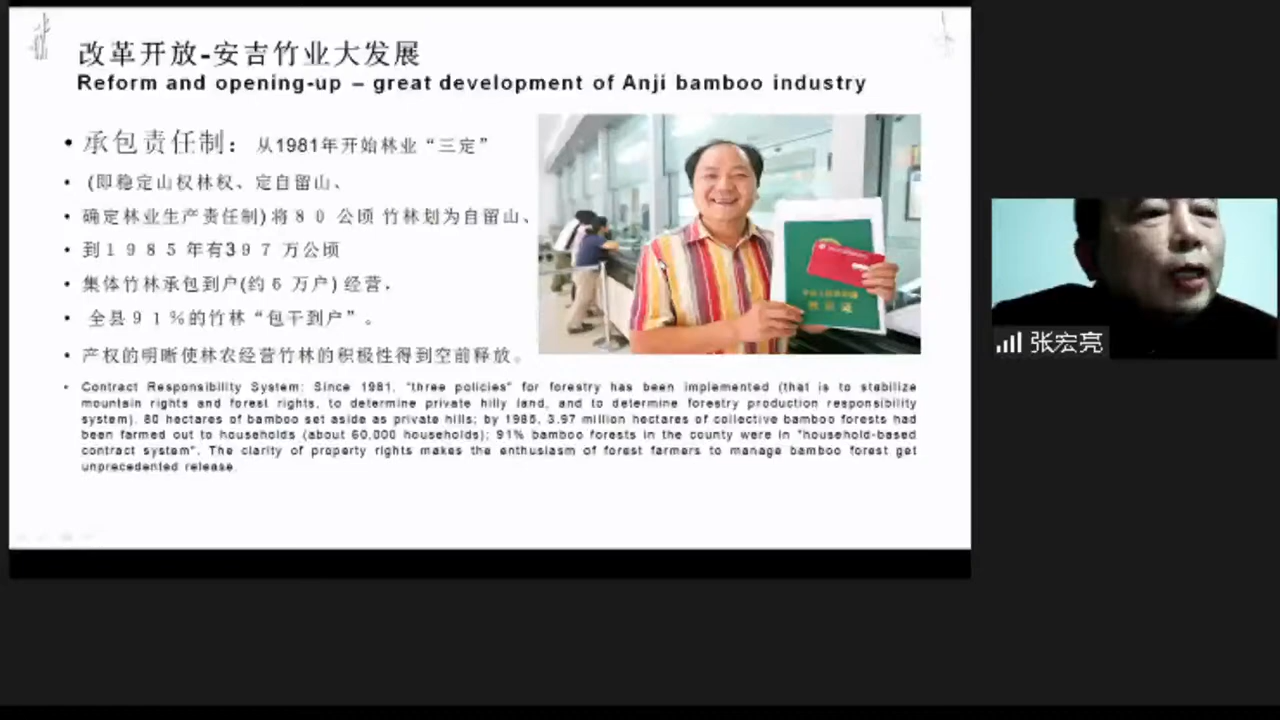 改革开放-安吉竹业大发展
Reform and opening-up – great development of Anji bamboo industry
• 承包责任制：从1981年开始林业“三定”
• (即稳定山权林权、定自留山、
• 确定林业生产责任制)将８０ 公顷 竹林划为自留山、
• 到１９８５年有3９７ 万公顷
• 集体竹林承包到户(约６ 万户) 经营，
• 全县９１％的竹林“包干到户”。
• 产权的明晰使林农经营竹林的积极性得到空前释放。
• Contract Responsibility System: Since 1981, "three policies" for forestry has been implemented (that is to stabilize
mountain rights and forest rights, to determine private hilly land, and to determine forestry production responsibility
system), 80 hectares of bamboo set aside as private hills; by 1985, 3.97 million hectares of collective bamboo forests had
been farmed out to households (about 60,000 households); 91% bamboo forests in the county were in "household-based
contract system". The clarity of property rights makes the enthusiasm of forest farmers to manage bamboo forest get
unprecedented release.
张宏亮